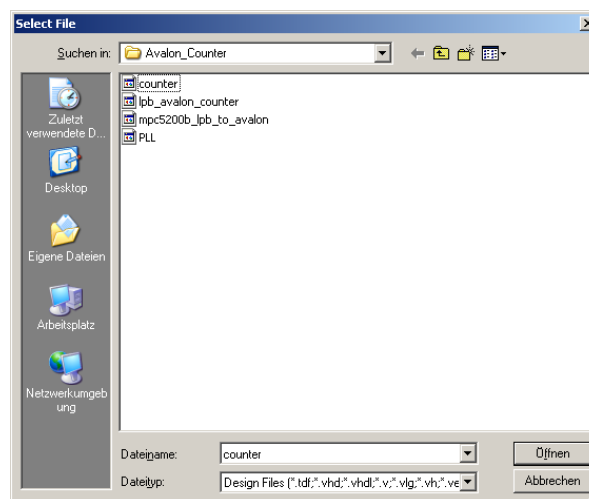 Select File
Suchen in:
Avalon_Counter
Zuletzt
verwendete D...
Desktop
Eigene Dateien
Arbeitsplatz
Netzwerkumgeb
ung
counter
lpb_avalon_counter
mpc5200b_lpb_to_avalon
PLL
Dateiname:
counter
Öffnen
Dateityp:
Design Files (*.tdf;*.vhd;*.vhdl;*.v;*.vlg;*.vh;*.ve
Abbrechen